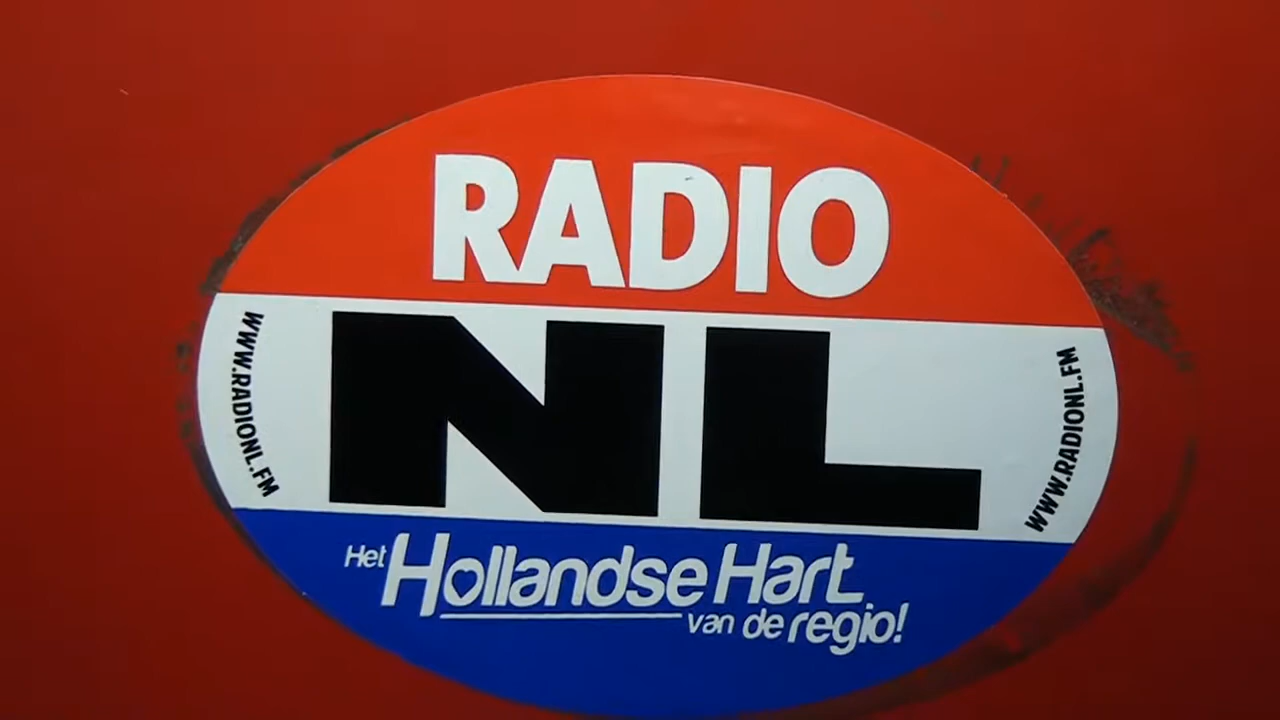 RADIO
NL
WWW.RADIONL.FM
WWW.RADIONL.FM
Het Hollandse Hart
van de regio!